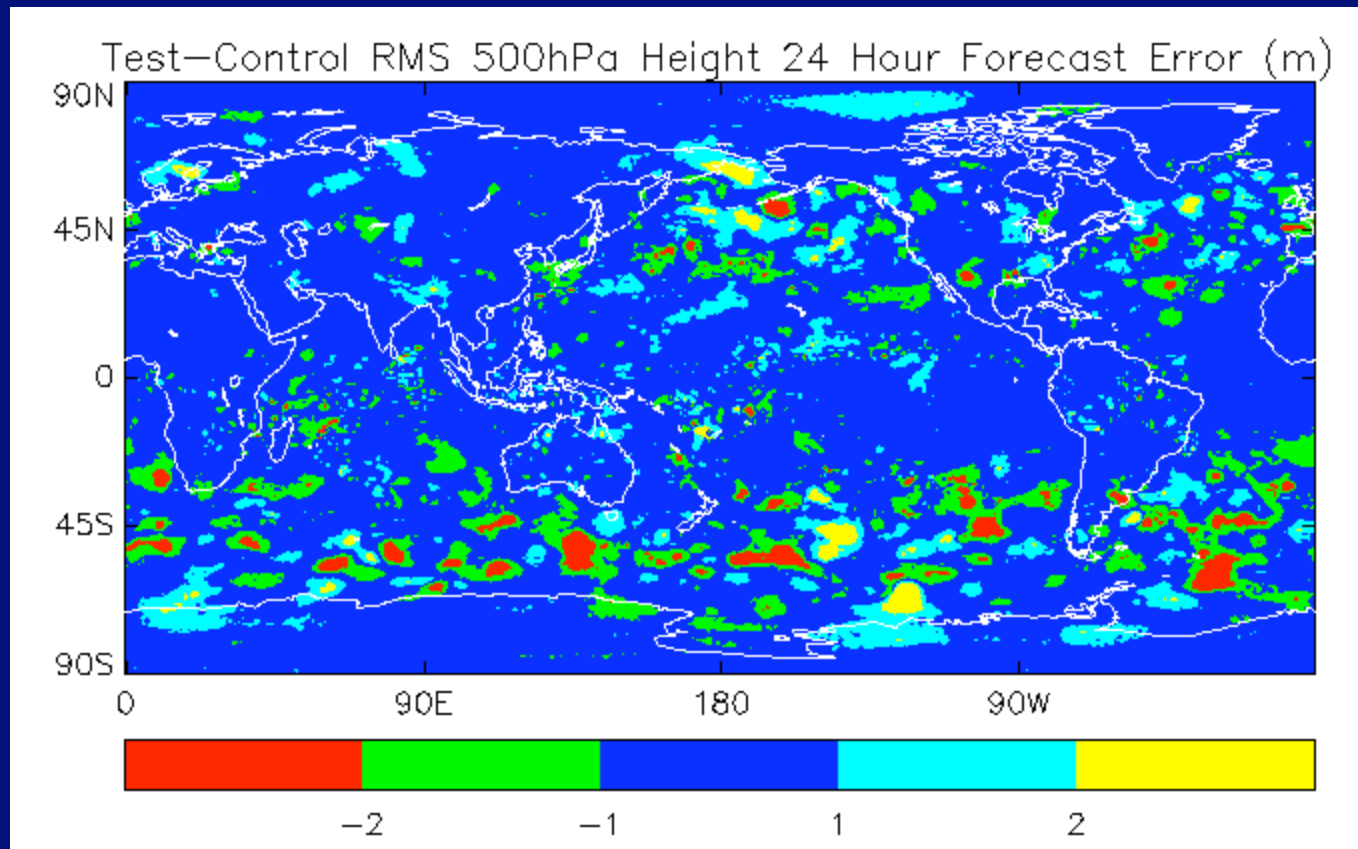 Test-Control RMS 500hPa Height 24 Hour Forecast Error (m)
90N
45N
0
45S
90S
0 90E 180 90W
-2 -1 1 2